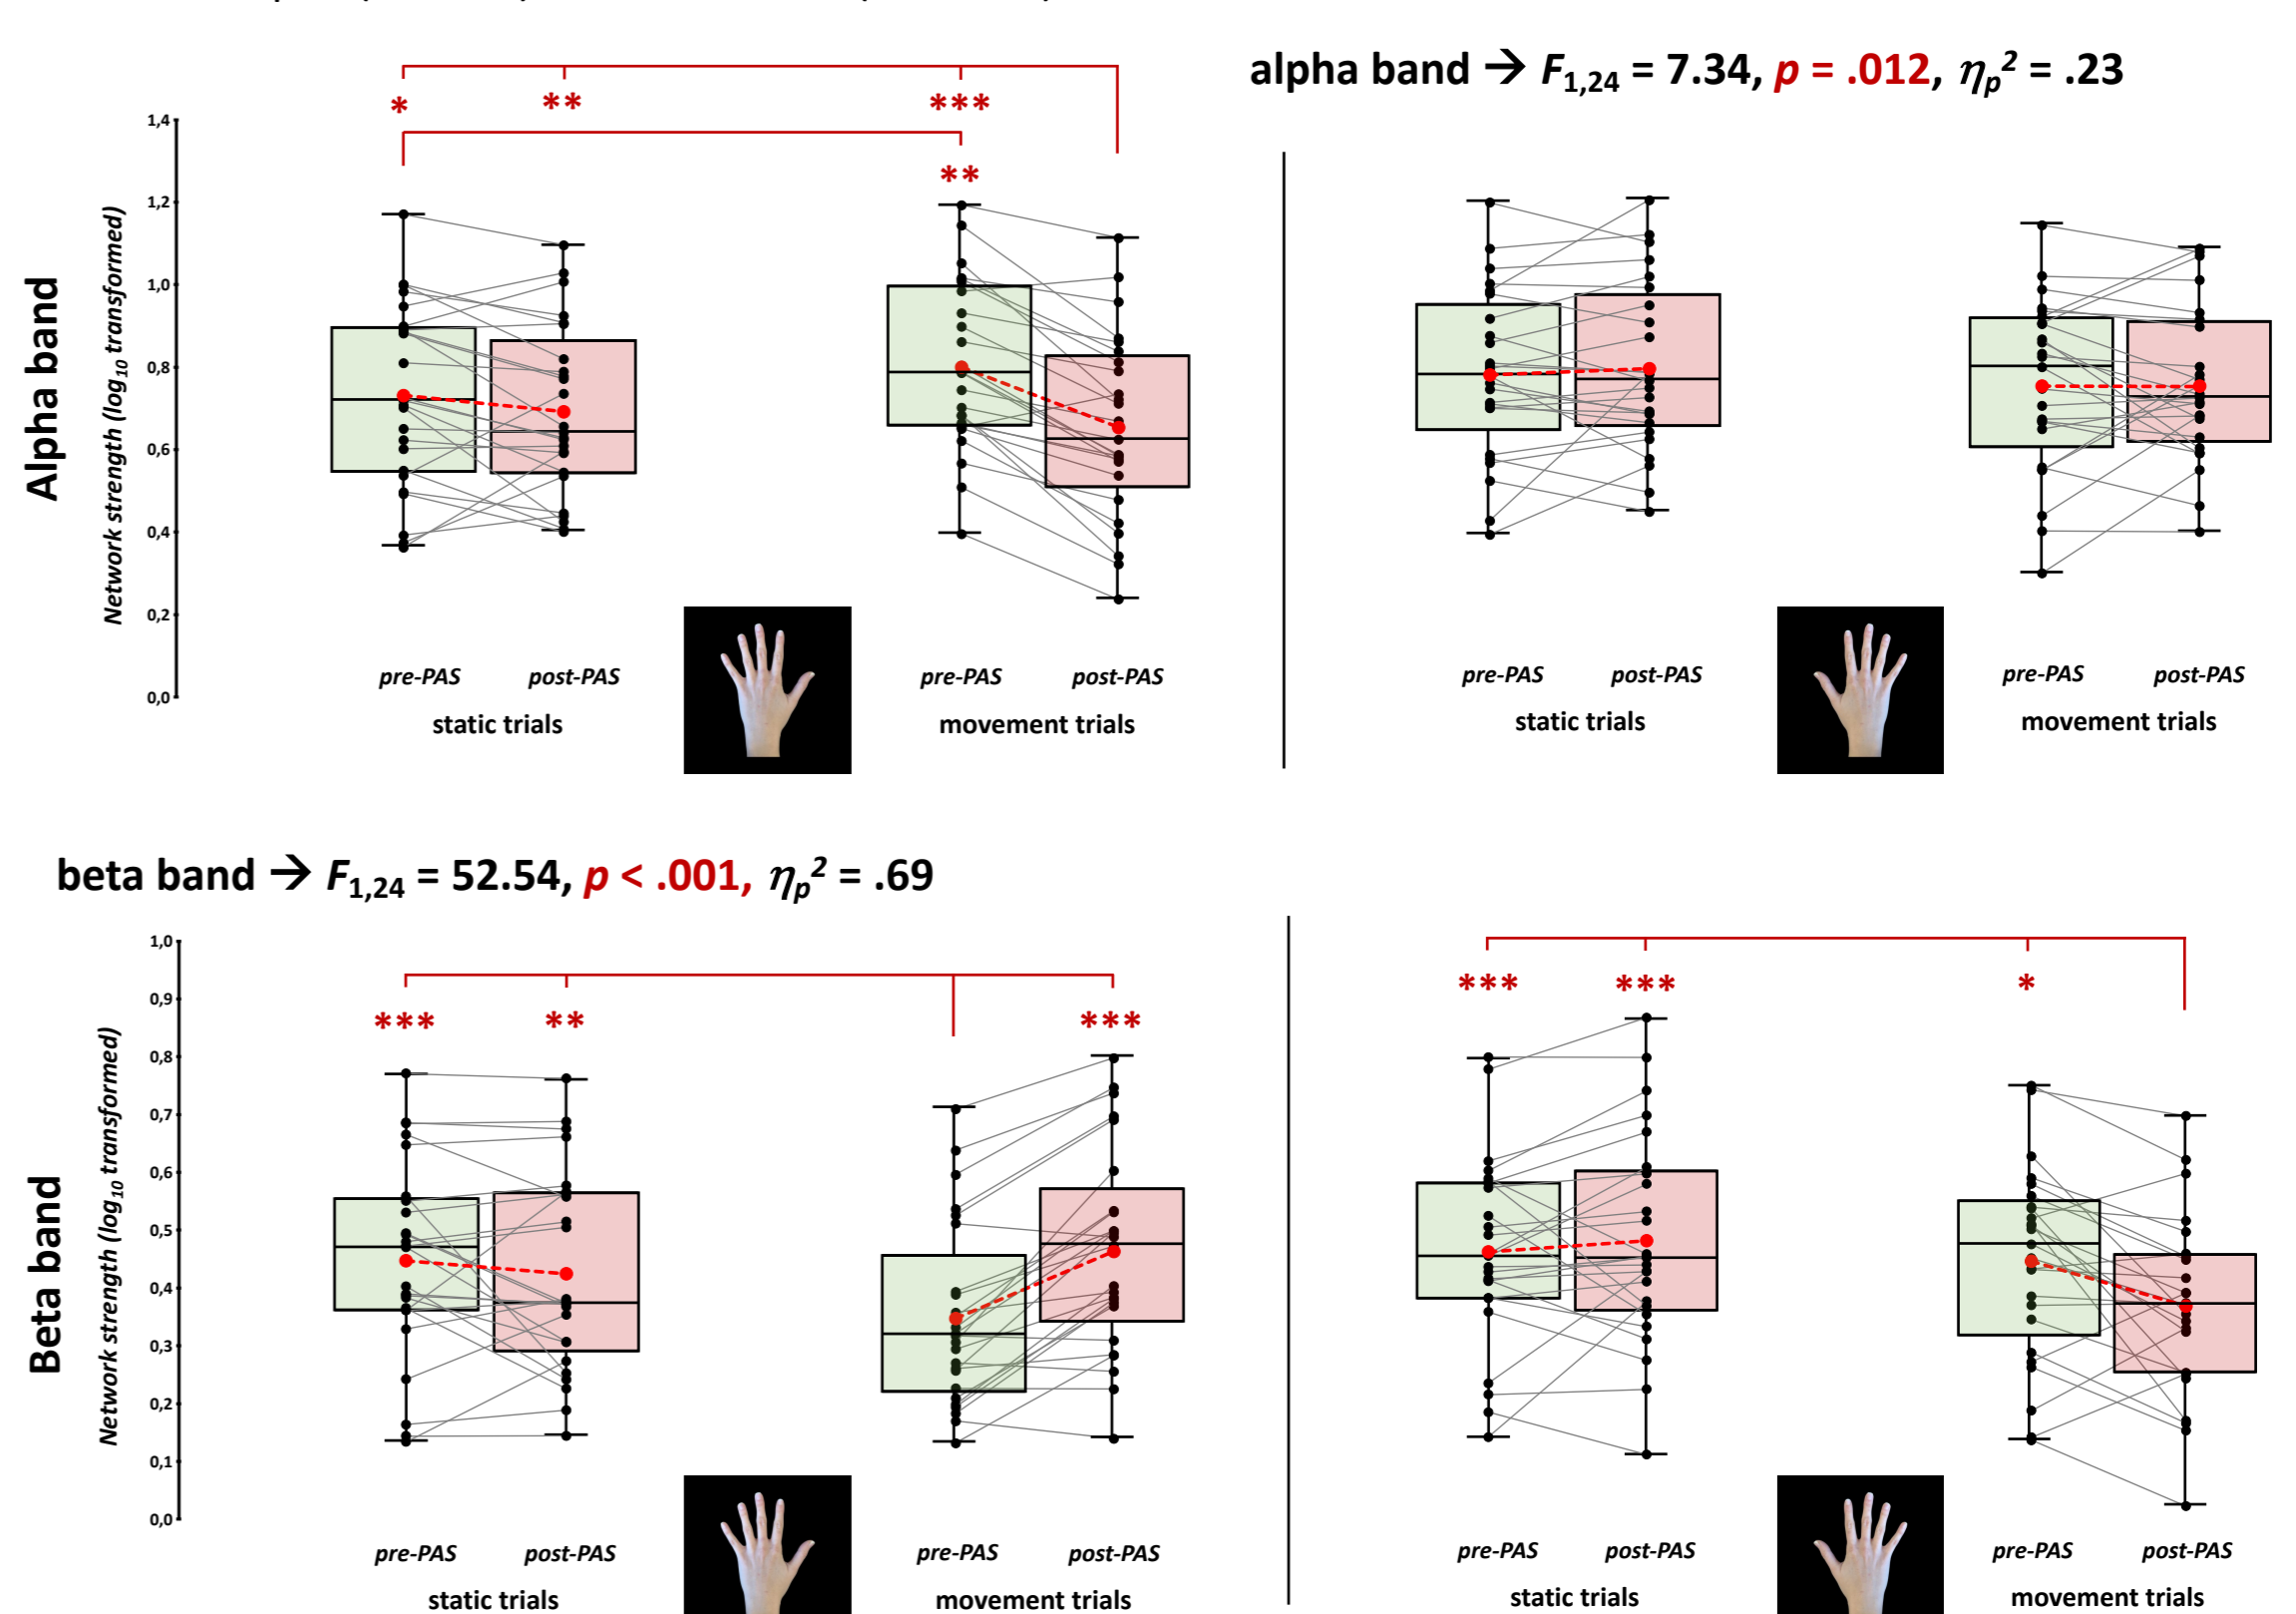 alpha band → F1,24 = 7.34, p = .012, ηp2 = .23
* ** ***
**
Alpha band
Network strength (log10 transformed)
1,4
1,2
1,0
0,8
0,6
0,4
0,2
0,0
pre-PAS post-PAS pre-PAS post-PAS
static trials movement trials
pre-PAS post-PAS pre-PAS post-PAS
static trials movement trials
beta band → F1,24 = 52.54, p < .001, ηp2 = .69
Beta band
Network strength (log10 transformed)
1,0
0,9
0,8
0,7
0,6
0,5
0,4
0,3
0,2
0,1
0,0
*** ** ***
*** *** *
pre-PAS post-PAS pre-PAS post-PAS
static trials movement trials
pre-PAS post-PAS pre-PAS post-PAS
static trials movement trials